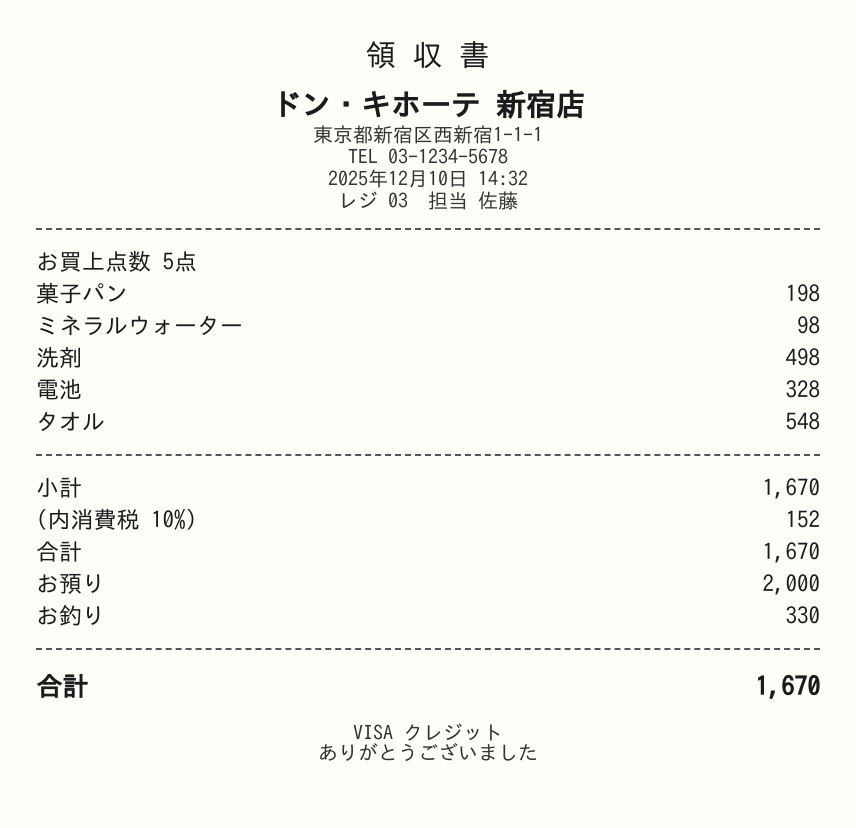 領 収 書
ドン・キホーテ 新宿店
東京都新宿区西新宿1-1-1
TEL 03-1234-5678
2025年12月10日 14:32
レジ 03 担当 佐藤
お買上点数 5点
菓子パン 198
ミネラルウォーター 98
洗剤 498
電池 328
タオル 548
小計 1,670
(内消費税 10%) 152
合計 1,670
お預り 2,000
お釣り 330
合計 1,670
VISA クレジット
ありがとうございました